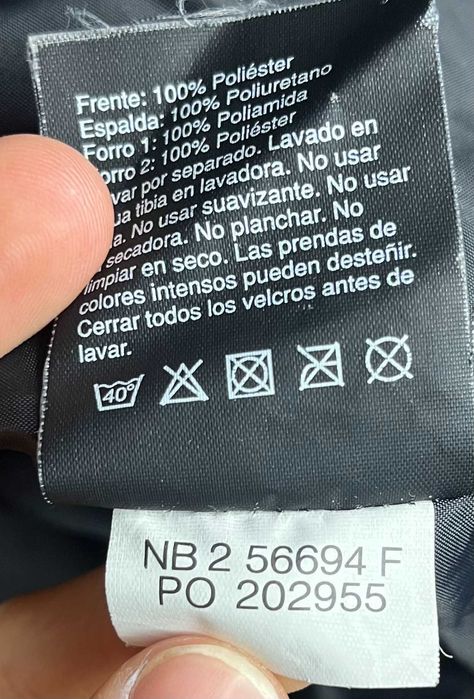 Frente: 100% Poliéster
Espalda: 100% Poliuretano
Forro 1: 100% Poliamida
orro 2: 100% Poliéster
var por separado. Lavado en
ua tibia en lavadora. No usar
a. No usar suavizante. No usar
secadora. No planchar. No
limpiar en seco. Las prendas de
colores intensos pueden desteñir.
Cerrar todos los velcros antes de
lavar.
40°
NB 2 56694 F
PO 202955